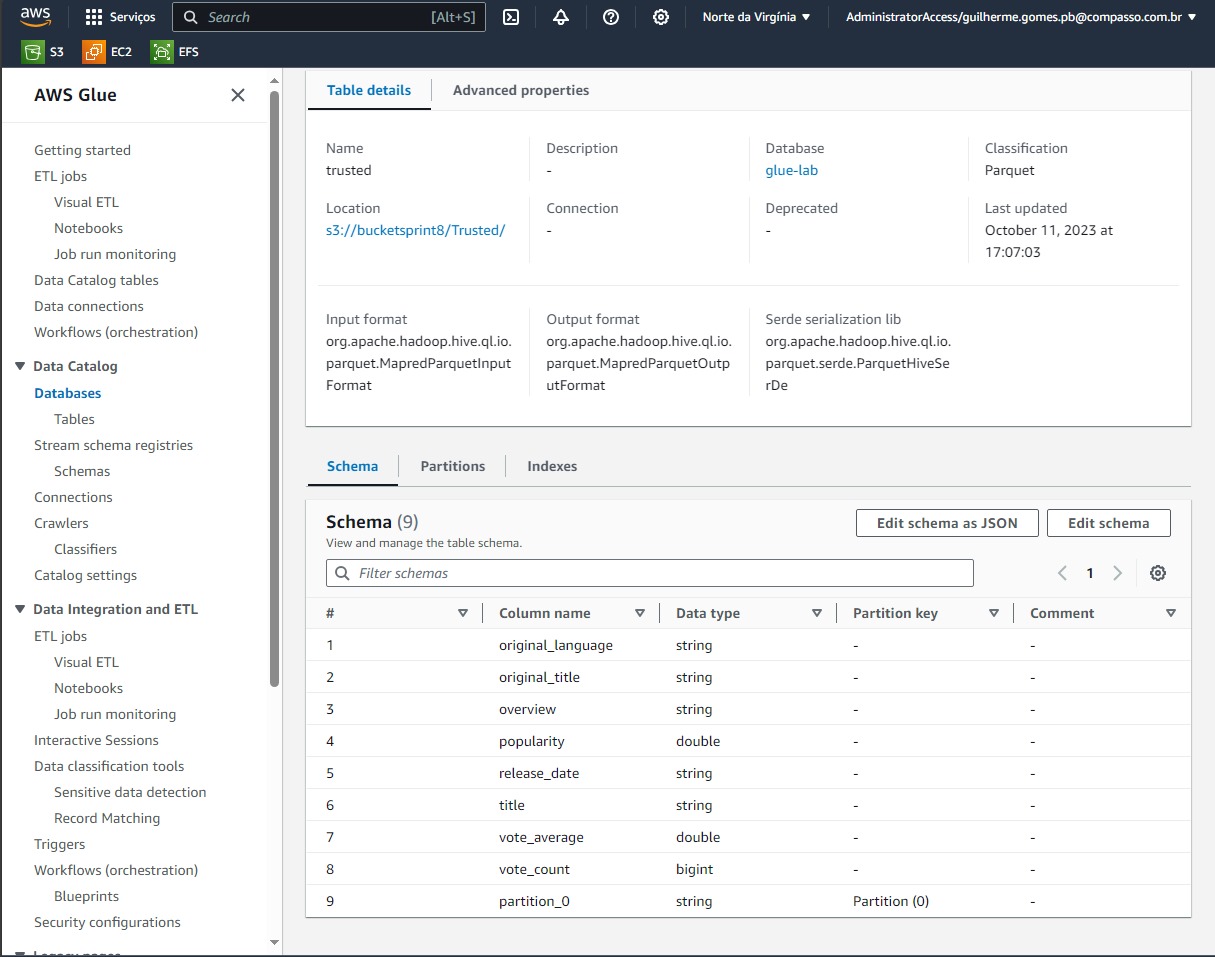 aws
Serviços
Search
[Alt+S]
Norte da Virgínia
AdministratorAccess/guilherme.gomes.pb@compasso.com.br
S3
EC2
EFS
AWS Glue
Getting started
ETL jobs
Visual ETL
Notebooks
Job run monitoring
Data Catalog tables
Data connections
Workflows (orchestration)
Data Catalog
Databases
Tables
Stream schema registries
Schemas
Connections
Crawlers
Classifiers
Catalog settings
Data Integration and ETL
ETL jobs
Visual ETL
Notebooks
Job run monitoring
Interactive Sessions
Data classification tools
Sensitive data detection
Record Matching
Triggers
Workflows (orchestration)
Blueprints
Security configurations
Legacy pages
Table details
Advanced properties
Name
trusted
Description
-
Database
glue-lab
Classification
Parquet
Location
s3://bucketsprint8/Trusted/
Connection
-
Deprecated
-
Last updated
October 11, 2023 at
17:07:03
Input format
org.apache.hadoop.hive.ql.io.
parquet.MapredParquetInput
Format
Output format
org.apache.hadoop.hive.ql.io.
parquet.MapredParquetOutp
utFormat
Serde serialization lib
org.apache.hadoop.hive.ql.io.
parquet.serde.ParquetHiveSe
rDe
Schema
Partitions
Indexes
Schema (9)
View and manage the table schema.
Edit schema as JSON
Edit schema
Filter schemas
1
# Column name Data type Partition key Comment
1 original_language string - -
2 original_title string - -
3 overview string - -
4 popularity double - -
5 release_date string - -
6 title string - -
7 vote_average double - -
8 vote_count bigint - -
9 partition_0 string Partition (0) -